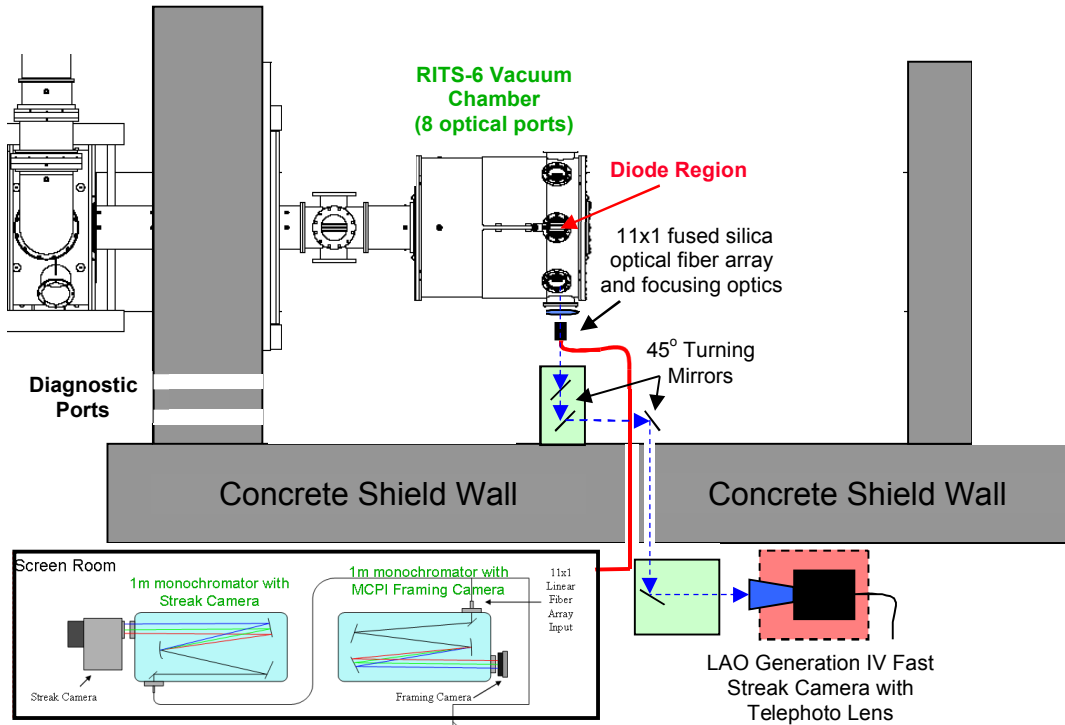 RITS-6 Vacuum
Chamber
(8 optical ports)
Diode Region
11x1 fused silica
optical fiber array
and focusing optics
45° Turning
Mirrors
Diagnostic
Ports
Concrete Shield Wall
Concrete Shield Wall
Screen Room
1m monochromator with
Streak Camera
1m monochromator with
MCPI Framing Camera
11x1
Linear
Fiber
Array
Input
Streak Camera
Framing Camera
LAO Generation IV Fast
Streak Camera with
Telephoto Lens